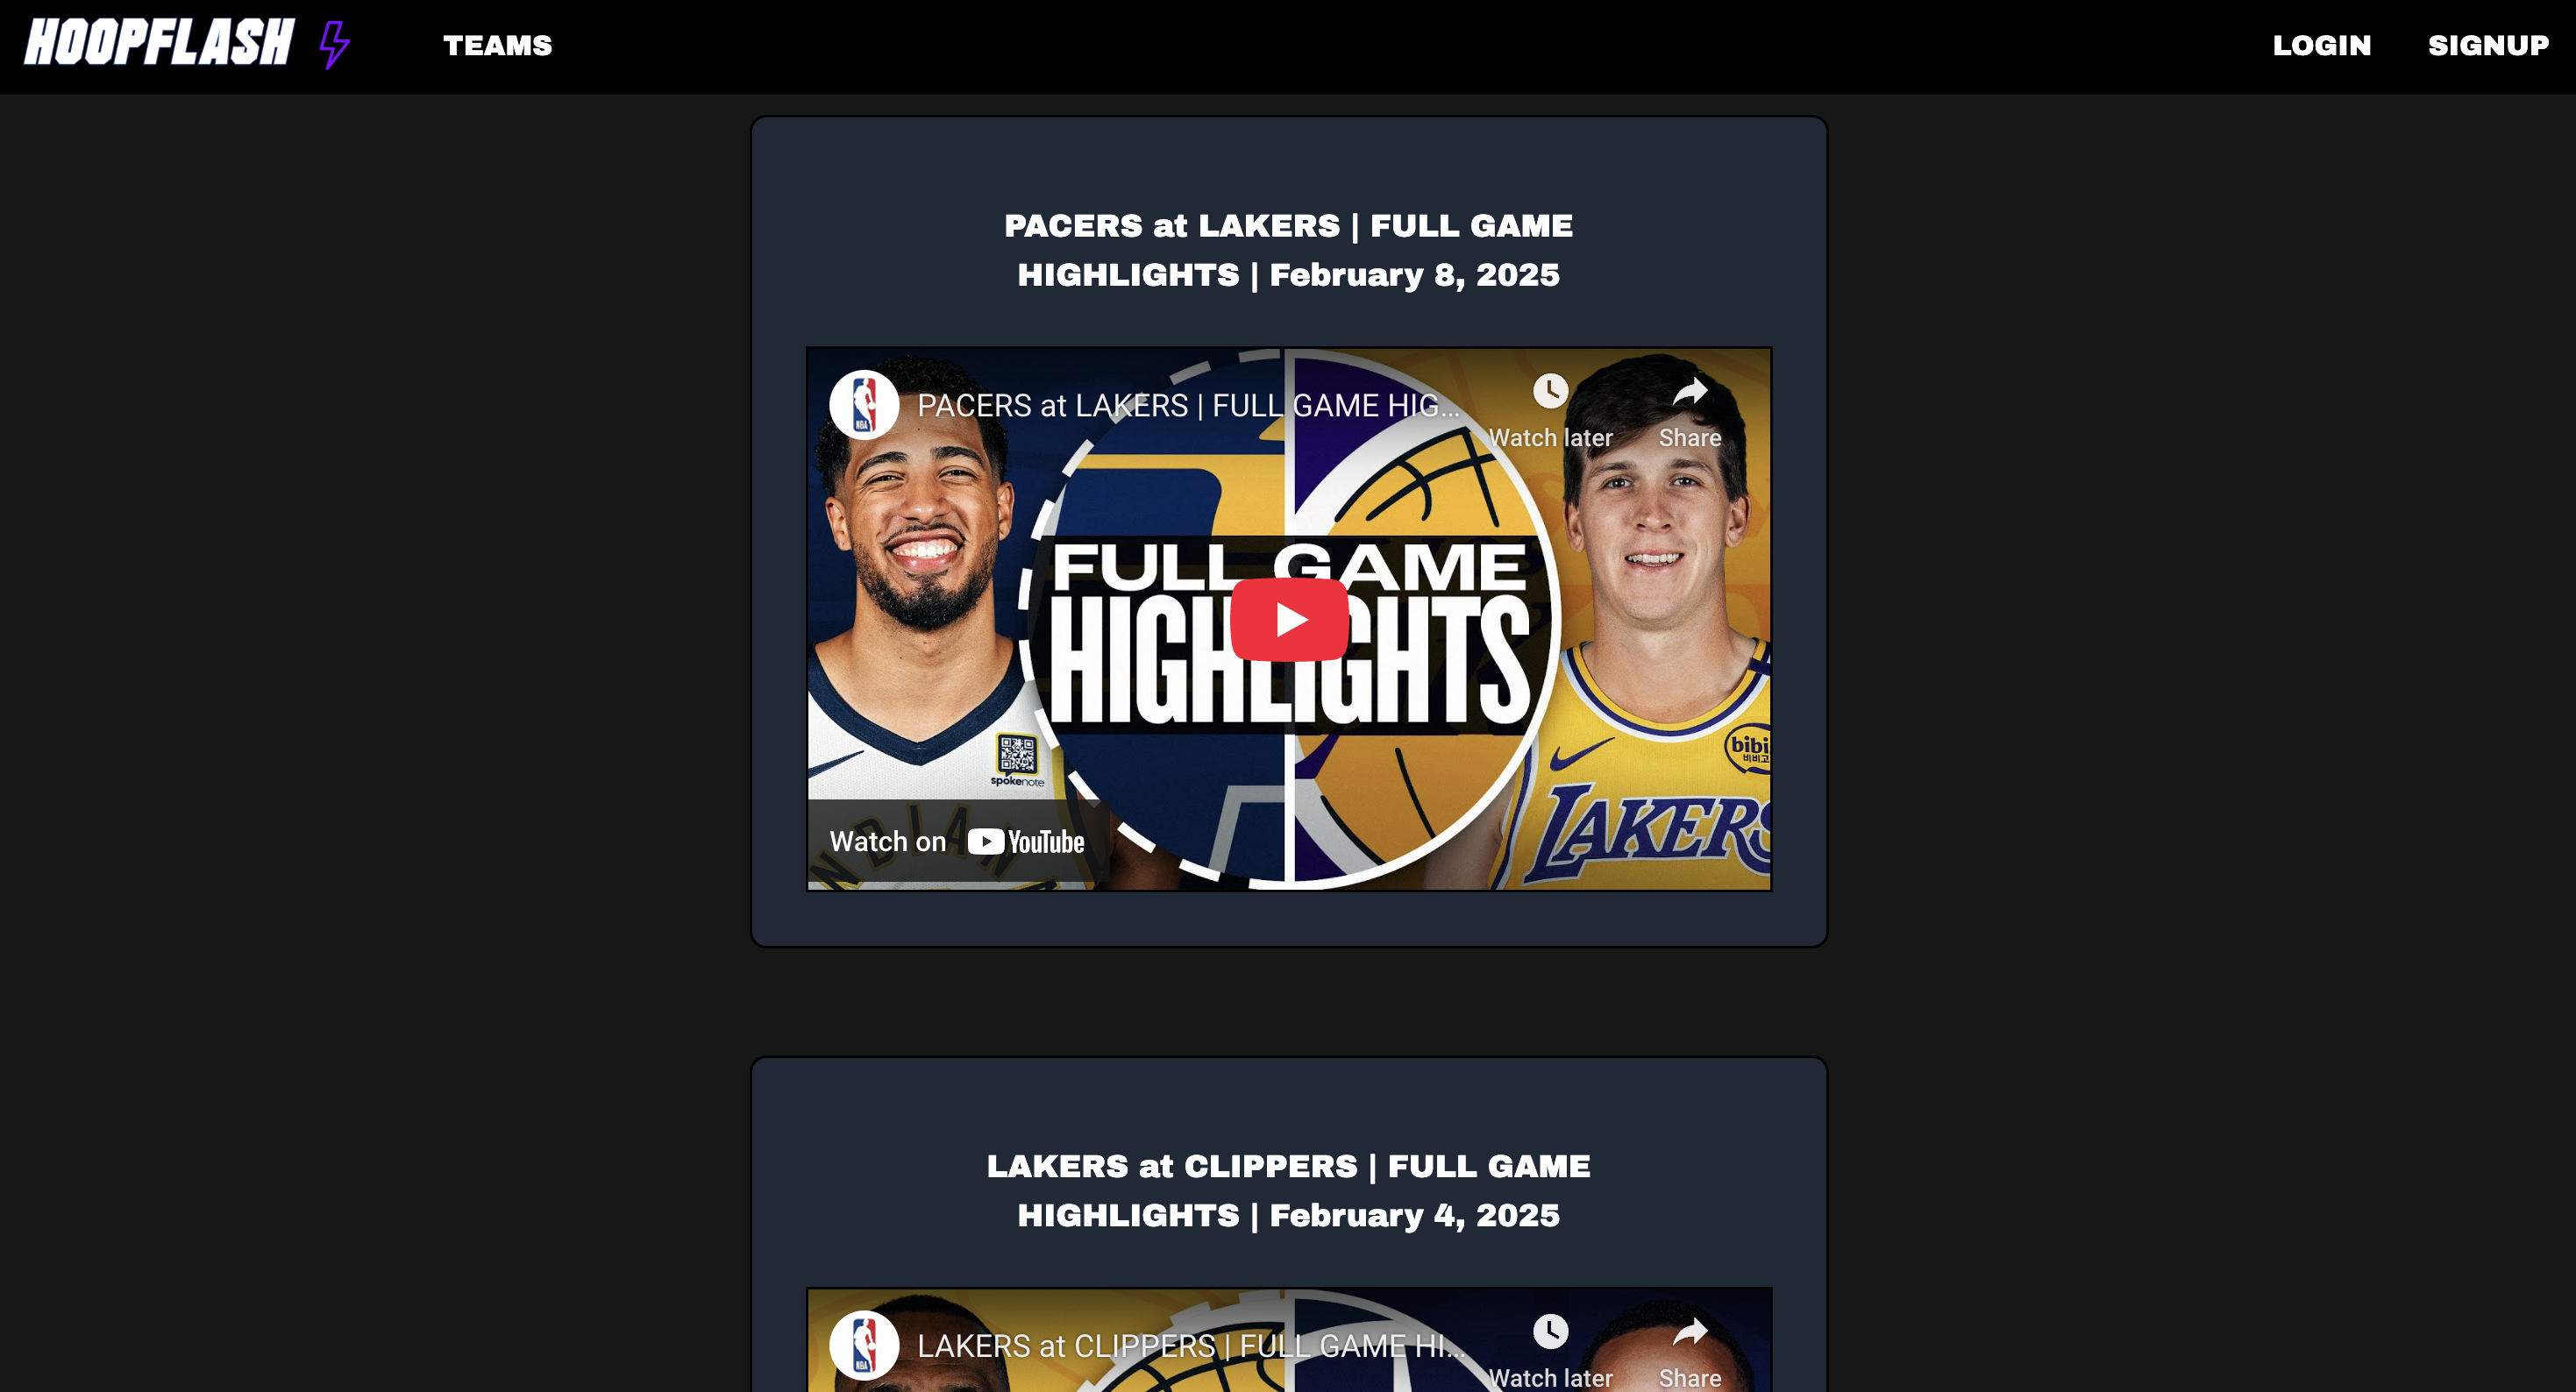 HOOPFLASH
TEAMS
LOGIN
SIGNUP
PACERS at LAKERS | FULL GAME
HIGHLIGHTS | February 8, 2025
NBA
PACERS at LAKERS | FULL GAME HIG...
Watch later
Share
FULL GAME
HIGHLIGHTS
spokenote
bibi
비비고
LAKERS
Watch on YouTube
NDIANA
LAKERS at CLIPPERS | FULL GAME
HIGHLIGHTS | February 4, 2025
NBA
LAKERS at CLIPPERS | FULL GAME HI...
Watch later
Share